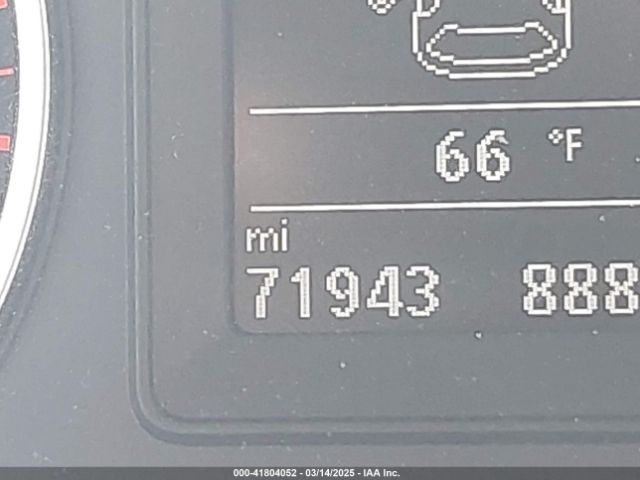 66 °F
mi
71943 888
000-41804052 - 03/14/2025 - IAA Inc.